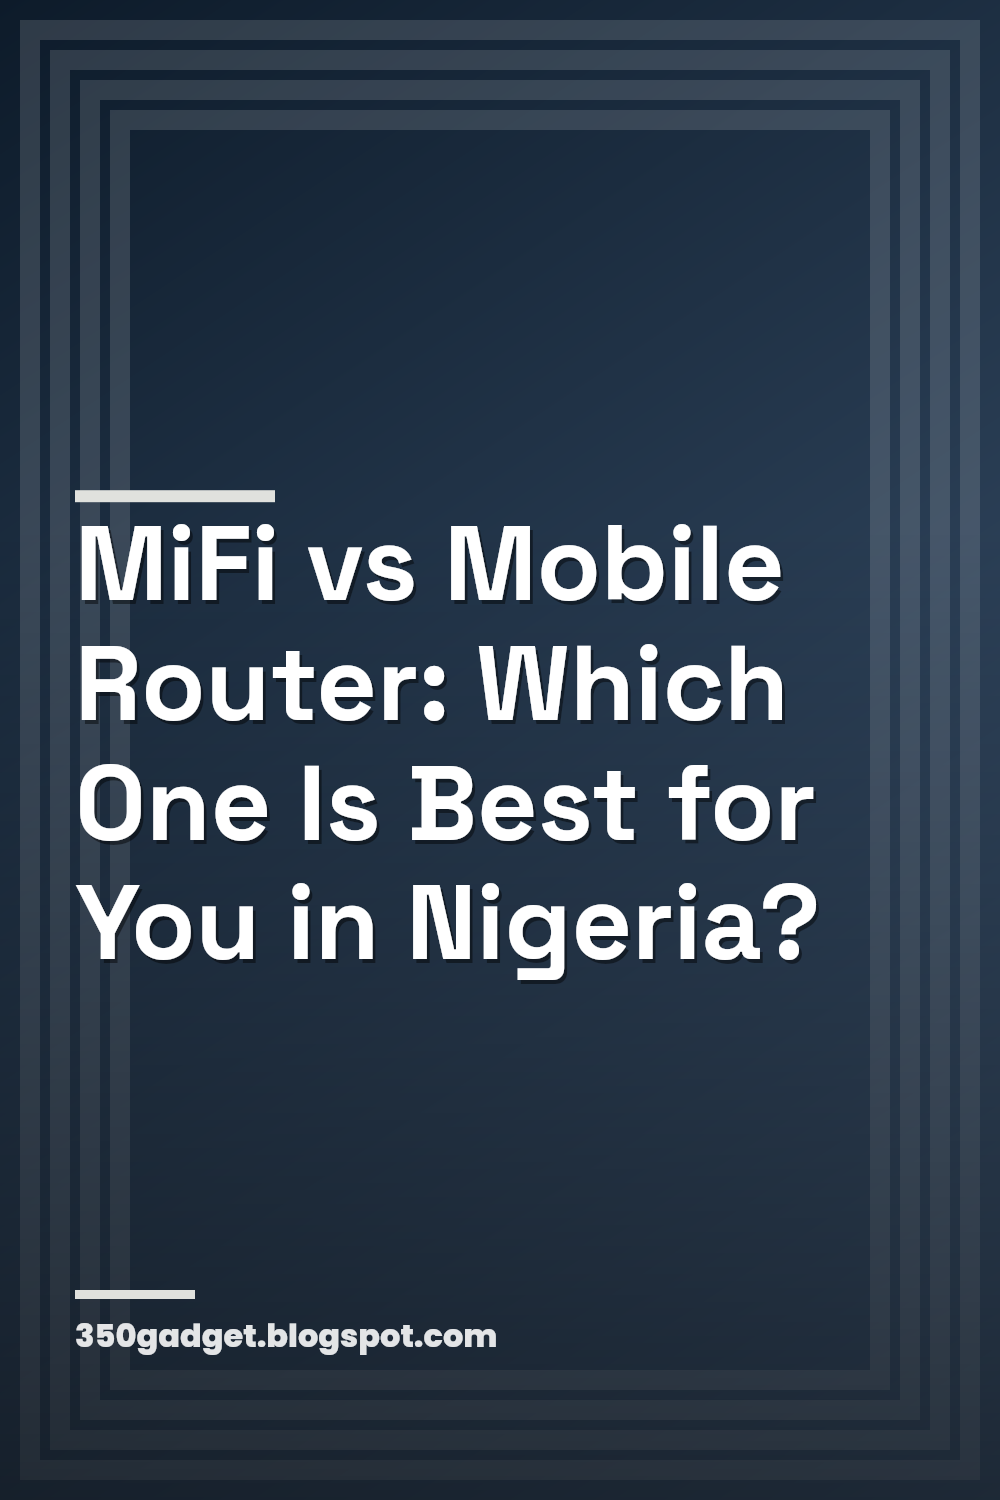 MiFi vs Mobile
Router: Which
One Is Best for
You in Nigeria?
350gadget.blogspot.com